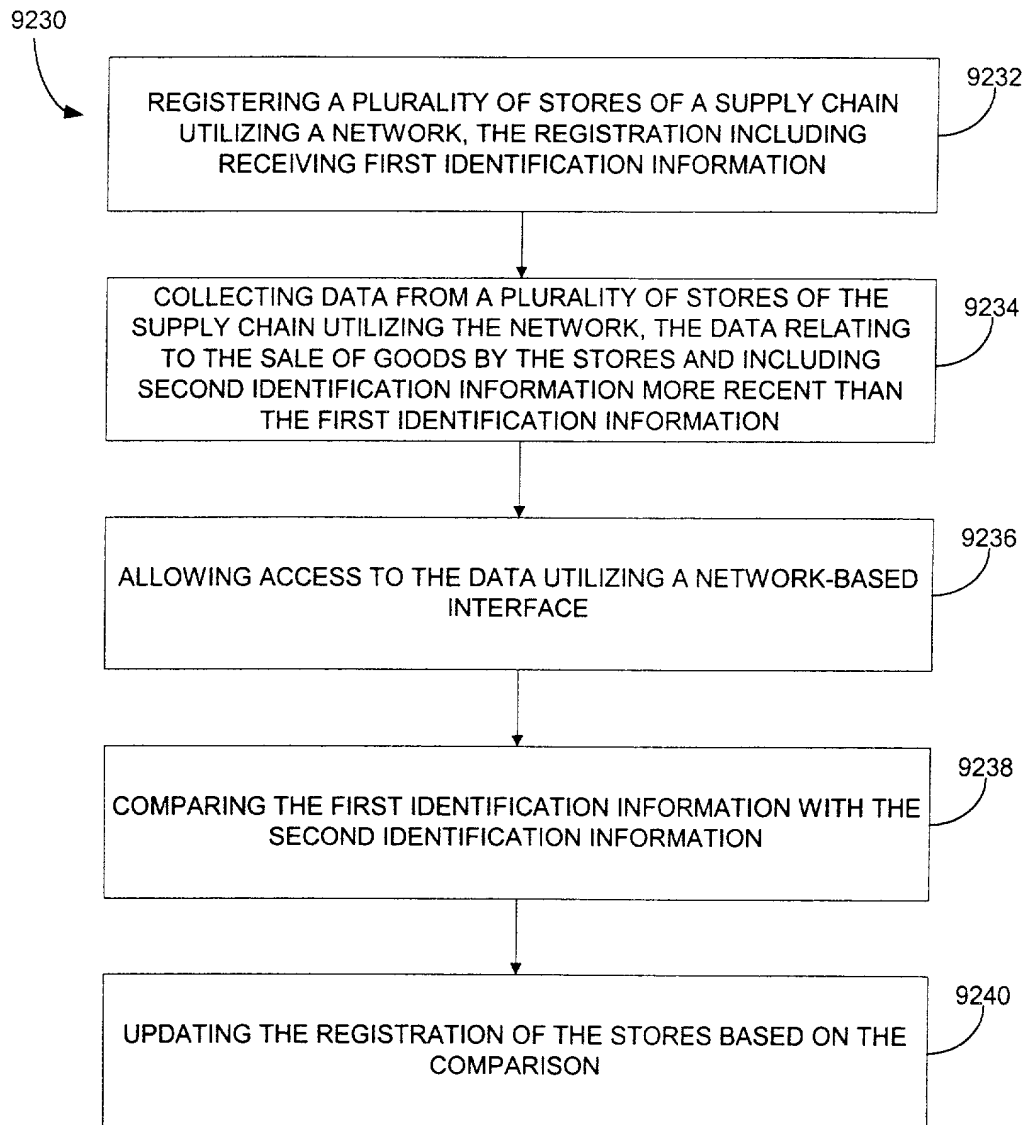 9230
REGISTERING A PLURALITY OF STORES OF A SUPPLY CHAIN
UTILIZING A NETWORK, THE REGISTRATION INCLUDING
RECEIVING FIRST IDENTIFICATION INFORMATION
9232
COLLECTING DATA FROM A PLURALITY OF STORES OF THE
SUPPLY CHAIN UTILIZING THE NETWORK, THE DATA RELATING
TO THE SALE OF GOODS BY THE STORES AND INCLUDING
SECOND IDENTIFICATION INFORMATION MORE RECENT THAN
THE FIRST IDENTIFICATION INFORMATION
9234
ALLOWING ACCESS TO THE DATA UTILIZING A NETWORK-BASED
INTERFACE
9236
COMPARING THE FIRST IDENTIFICATION INFORMATION WITH THE
SECOND IDENTIFICATION INFORMATION
9238
UPDATING THE REGISTRATION OF THE STORES BASED ON THE
COMPARISON
9240